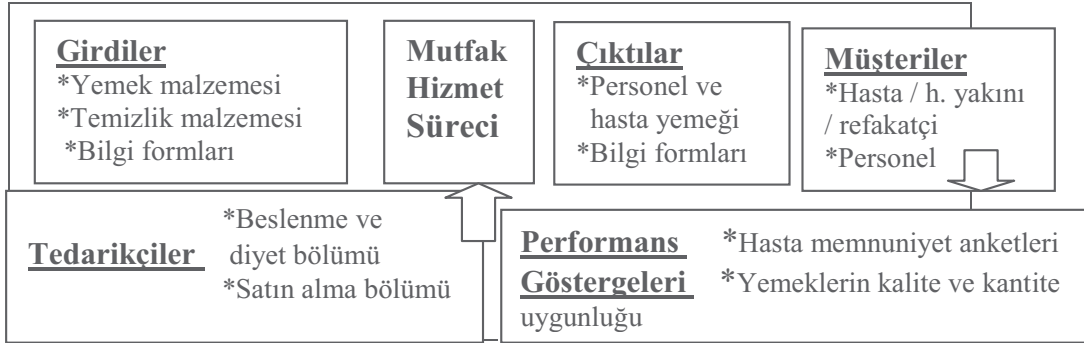 Girdiler
*Yemek malzemesi
*Temizlik malzemesi
*Bilgi formları
Mutfak
Hizmet
Süreci
Çıktılar
*Personel ve
hasta yemeği
*Bilgi formları
Müşteriler
*Hasta / h. yakını
/ refakatçi
*Personel
*Beslenme ve
Tedarikçiler diyet bölümü
*Satın alma bölümü
Performans *Hasta memnuniyet anketleri
Göstergeleri *Yemeklerin kalite ve kantite
uygunluğu